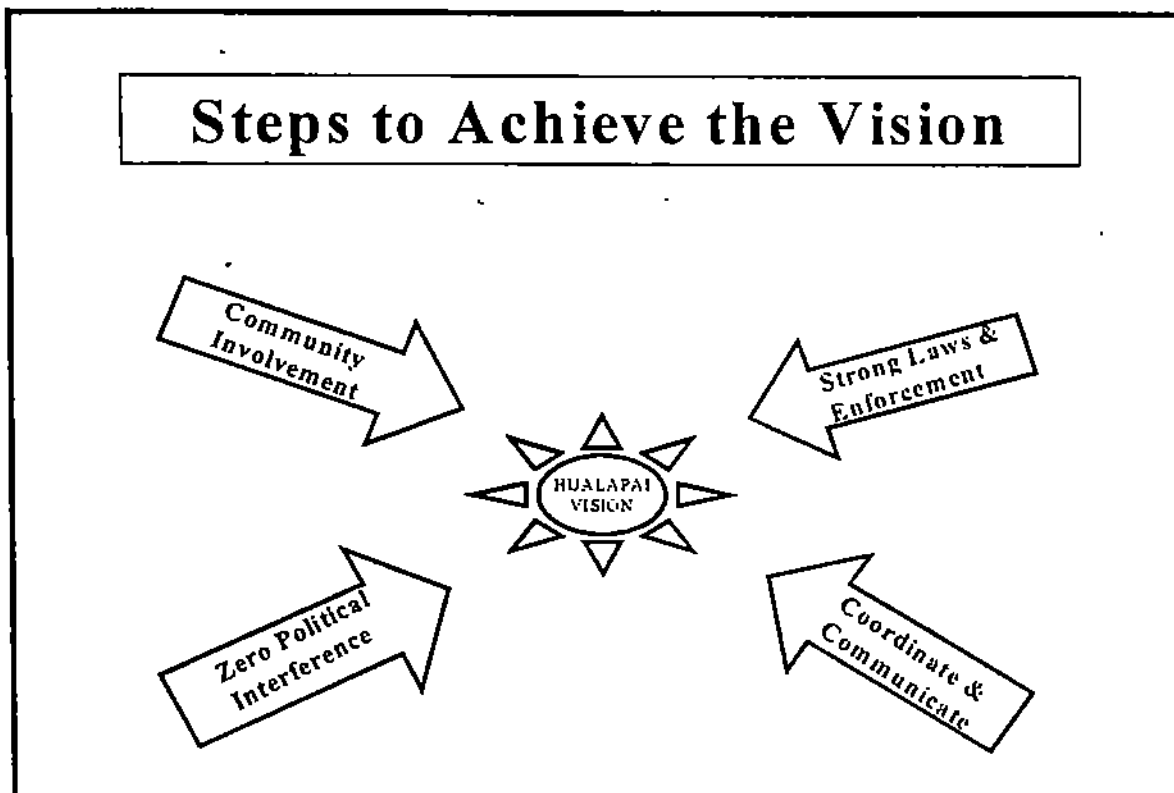 Steps to Achieve the Vision
Community
Involvement
Strong Laws &
Enforcement
HUALAPAI
VISION
Zero Political
Interference
Coordinate &
Communicate